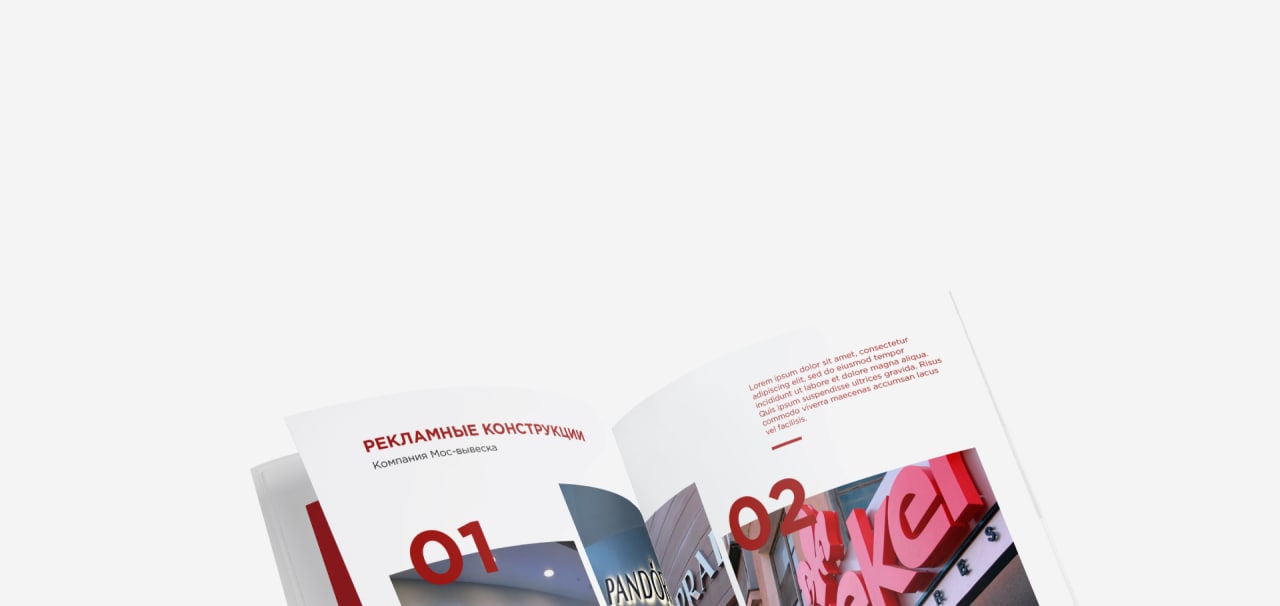 РЕКЛАМНЫЕ КОНСТРУКЦИИ
Компания Мос-вывеска
01
PANDÓ
PRA
Lorem ipsum dolor sit amet, consectetur
adipiscing elit, sed do eiusmod tempor
incididunt ut labore et dolore magna aliqua.
Quis ipsum suspendisse ultrices gravida. Risus
commodo viverra maecenas accumsan lacus
vel facilisis.
02